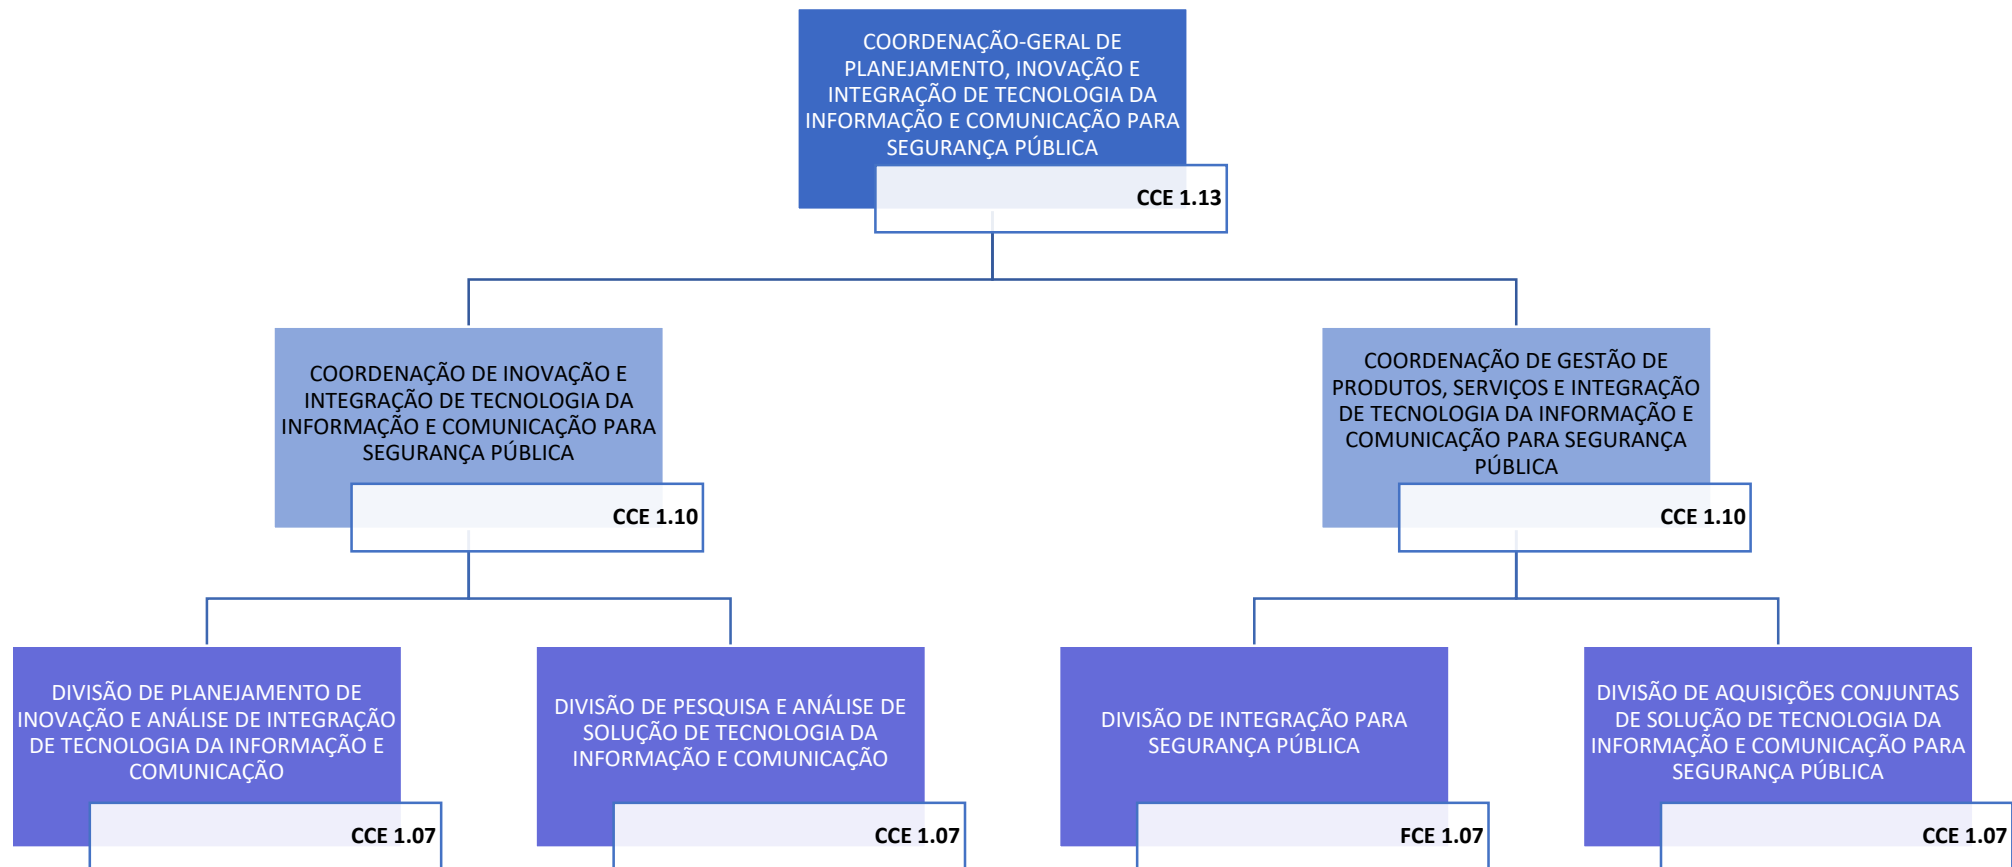 COORDENAÇÃO-GERAL DE
PLANEJAMENTO, INOVAÇÃO E
INTEGRAÇÃO DE TECNOLOGIA DA
INFORMAÇÃO E COMUNICAÇÃO PARA
SEGURANÇA PÚBLICA
CCE 1.13
COORDENAÇÃO DE INOVAÇÃO E
INTEGRAÇÃO DE TECNOLOGIA DA
INFORMAÇÃO E COMUNICAÇÃO PARA
SEGURANÇA PÚBLICA
CCE 1.10
COORDENAÇÃO DE GESTÃO DE
PRODUTOS, SERVIÇOS E INTEGRAÇÃO
DE TECNOLOGIA DA INFORMAÇÃO E
COMUNICAÇÃO PARA SEGURANÇA
PÚBLICA
CCE 1.10
DIVISÃO DE PLANEJAMENTO DE
INOVAÇÃO E ANÁLISE DE INTEGRAÇÃO
DE TECNOLOGIA DA INFORMAÇÃO E
COMUNICAÇÃO
CCE 1.07
DIVISÃO DE PESQUISA E ANÁLISE DE
SOLUÇÃO DE TECNOLOGIA DA
INFORMAÇÃO E COMUNICAÇÃO
CCE 1.07
DIVISÃO DE INTEGRAÇÃO PARA
SEGURANÇA PÚBLICA
FCE 1.07
DIVISÃO DE AQUISIÇÕES CONJUNTAS
DE SOLUÇÃO DE TECNOLOGIA DA
INFORMAÇÃO E COMUNICAÇÃO PARA
SEGURANÇA PÚBLICA
CCE 1.07